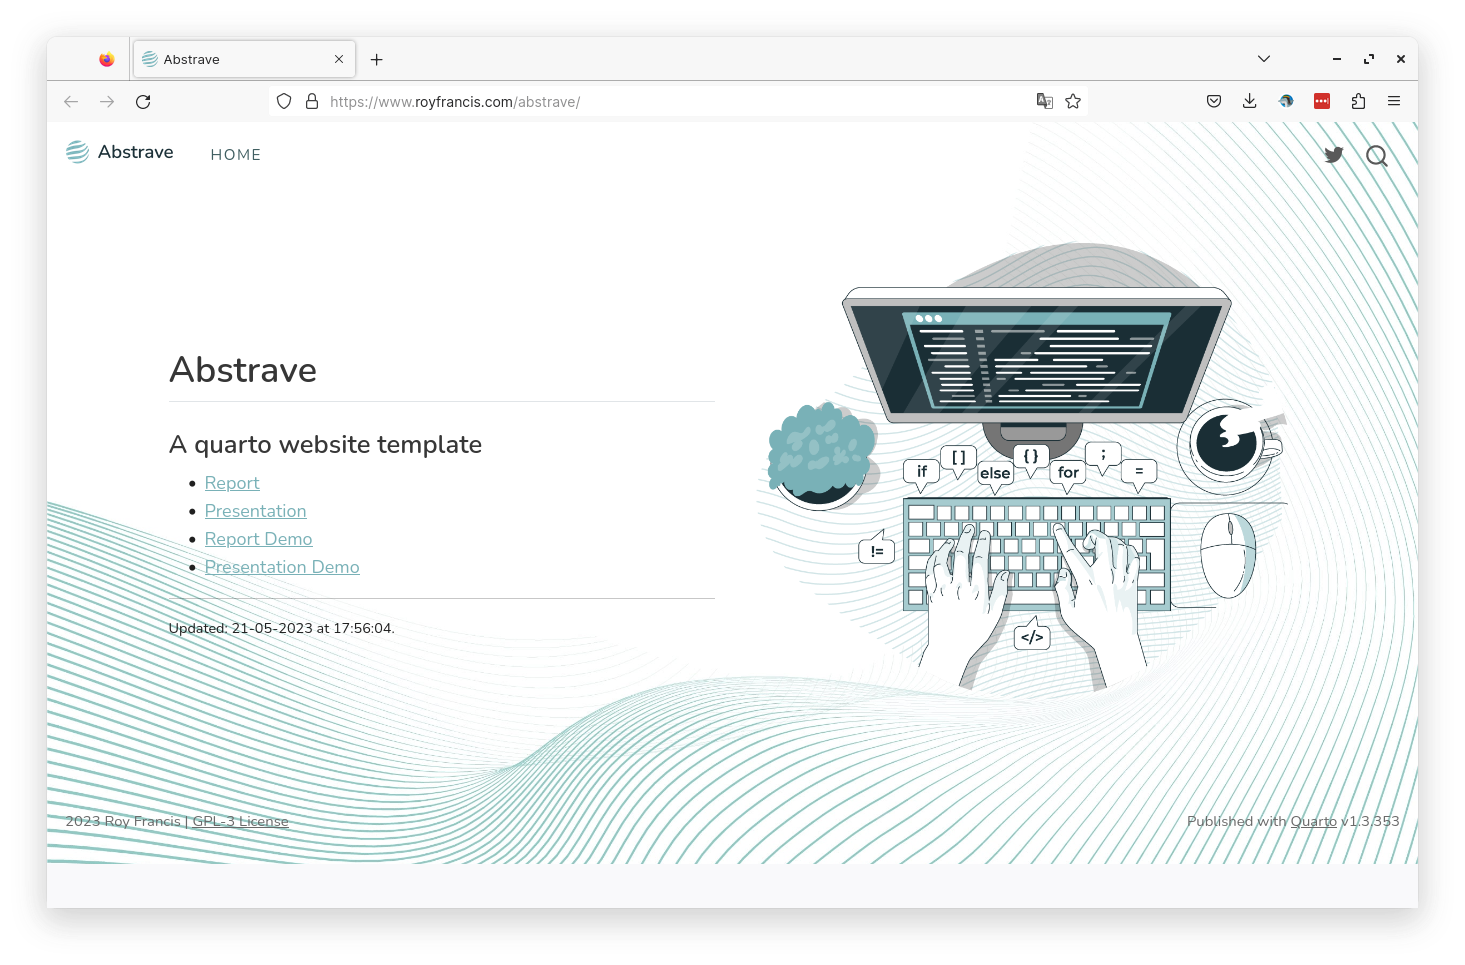 Abstrave
https://www.royfrancis.com/abstrave/
Abstrave
HOME
Abstrave
A quarto website template
Report
Presentation
Report Demo
Presentation Demo
Updated: 21-05-2023 at 17:56:04.
if
[ ]
else
{ }
for
;
=
!=
</>
2023 Roy Francis | GPL-3 License
Published with Quarto v1.3.353